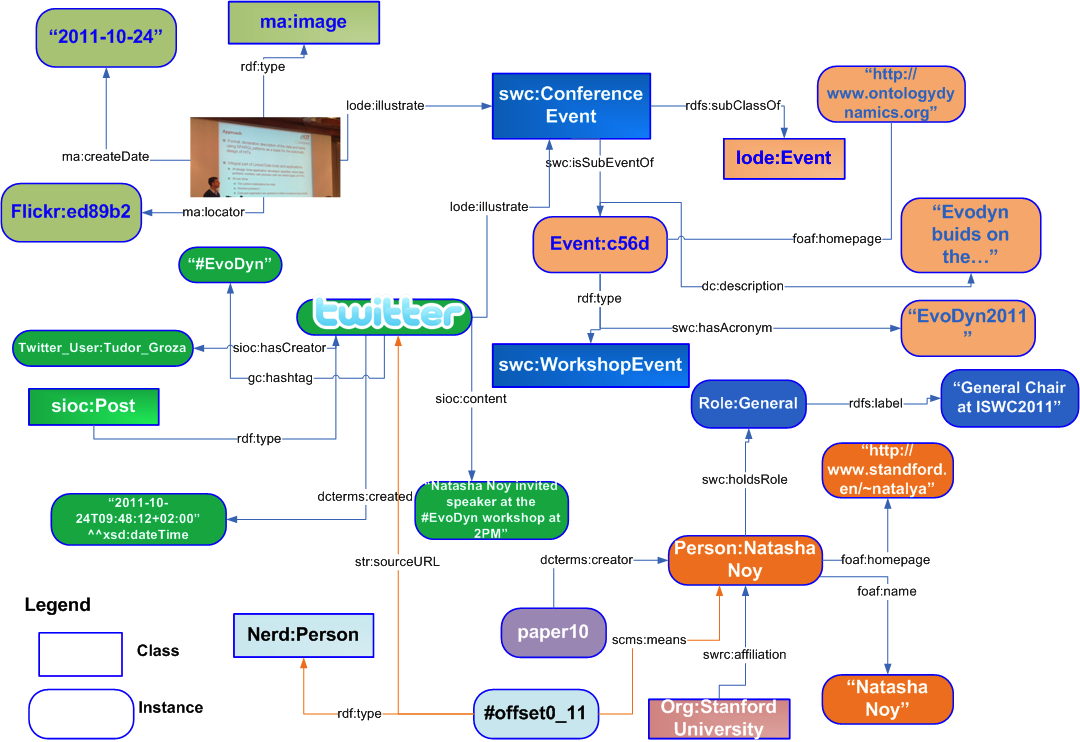 “2011-10-24”
ma:image
rdf:type
lode:illustrate
swc:Conference
Event
rdfs:subClassOf
“http://
www.ontologydy
namics.org”
lode:Event
ma:createDate
Approach
swc:isSubEventOf
Flickr:ed89b2
ma:locator
lode:illustrate
Event:c56d
foaf:homepage
“Evodyn
buids on
the…”
“#EvoDyn”
dc:description
rdf:type
twitter
swc:hasAcronym
“EvoDyn2011
”
Twitter_User:Tudor_Groza
sioc:hasCreator
swc:WorkshopEvent
gc:hashtag
sioc:Post
sioc:content
Role:General
rdfs:label
“General Chair
at ISWC2011”
rdf:type
“http://
www.standford.
en/~natalya”
swc:holdsRole
“2011-10-
24T09:48:12+02:00”
^^xsd:dateTime
dcterms:created
“Natasha Noy invited
speaker at the
#EvoDyn workshop at
2PM”
str:sourceURL
dcterms:creator
Person:Natasha
Noy
foaf:homepage
foaf:name
Legend
Class
Instance
Nerd:Person
paper10
scms:means
swrc:affiliation
rdf:type
#offset0_11
Org:Stanford
University
“Natasha
Noy”